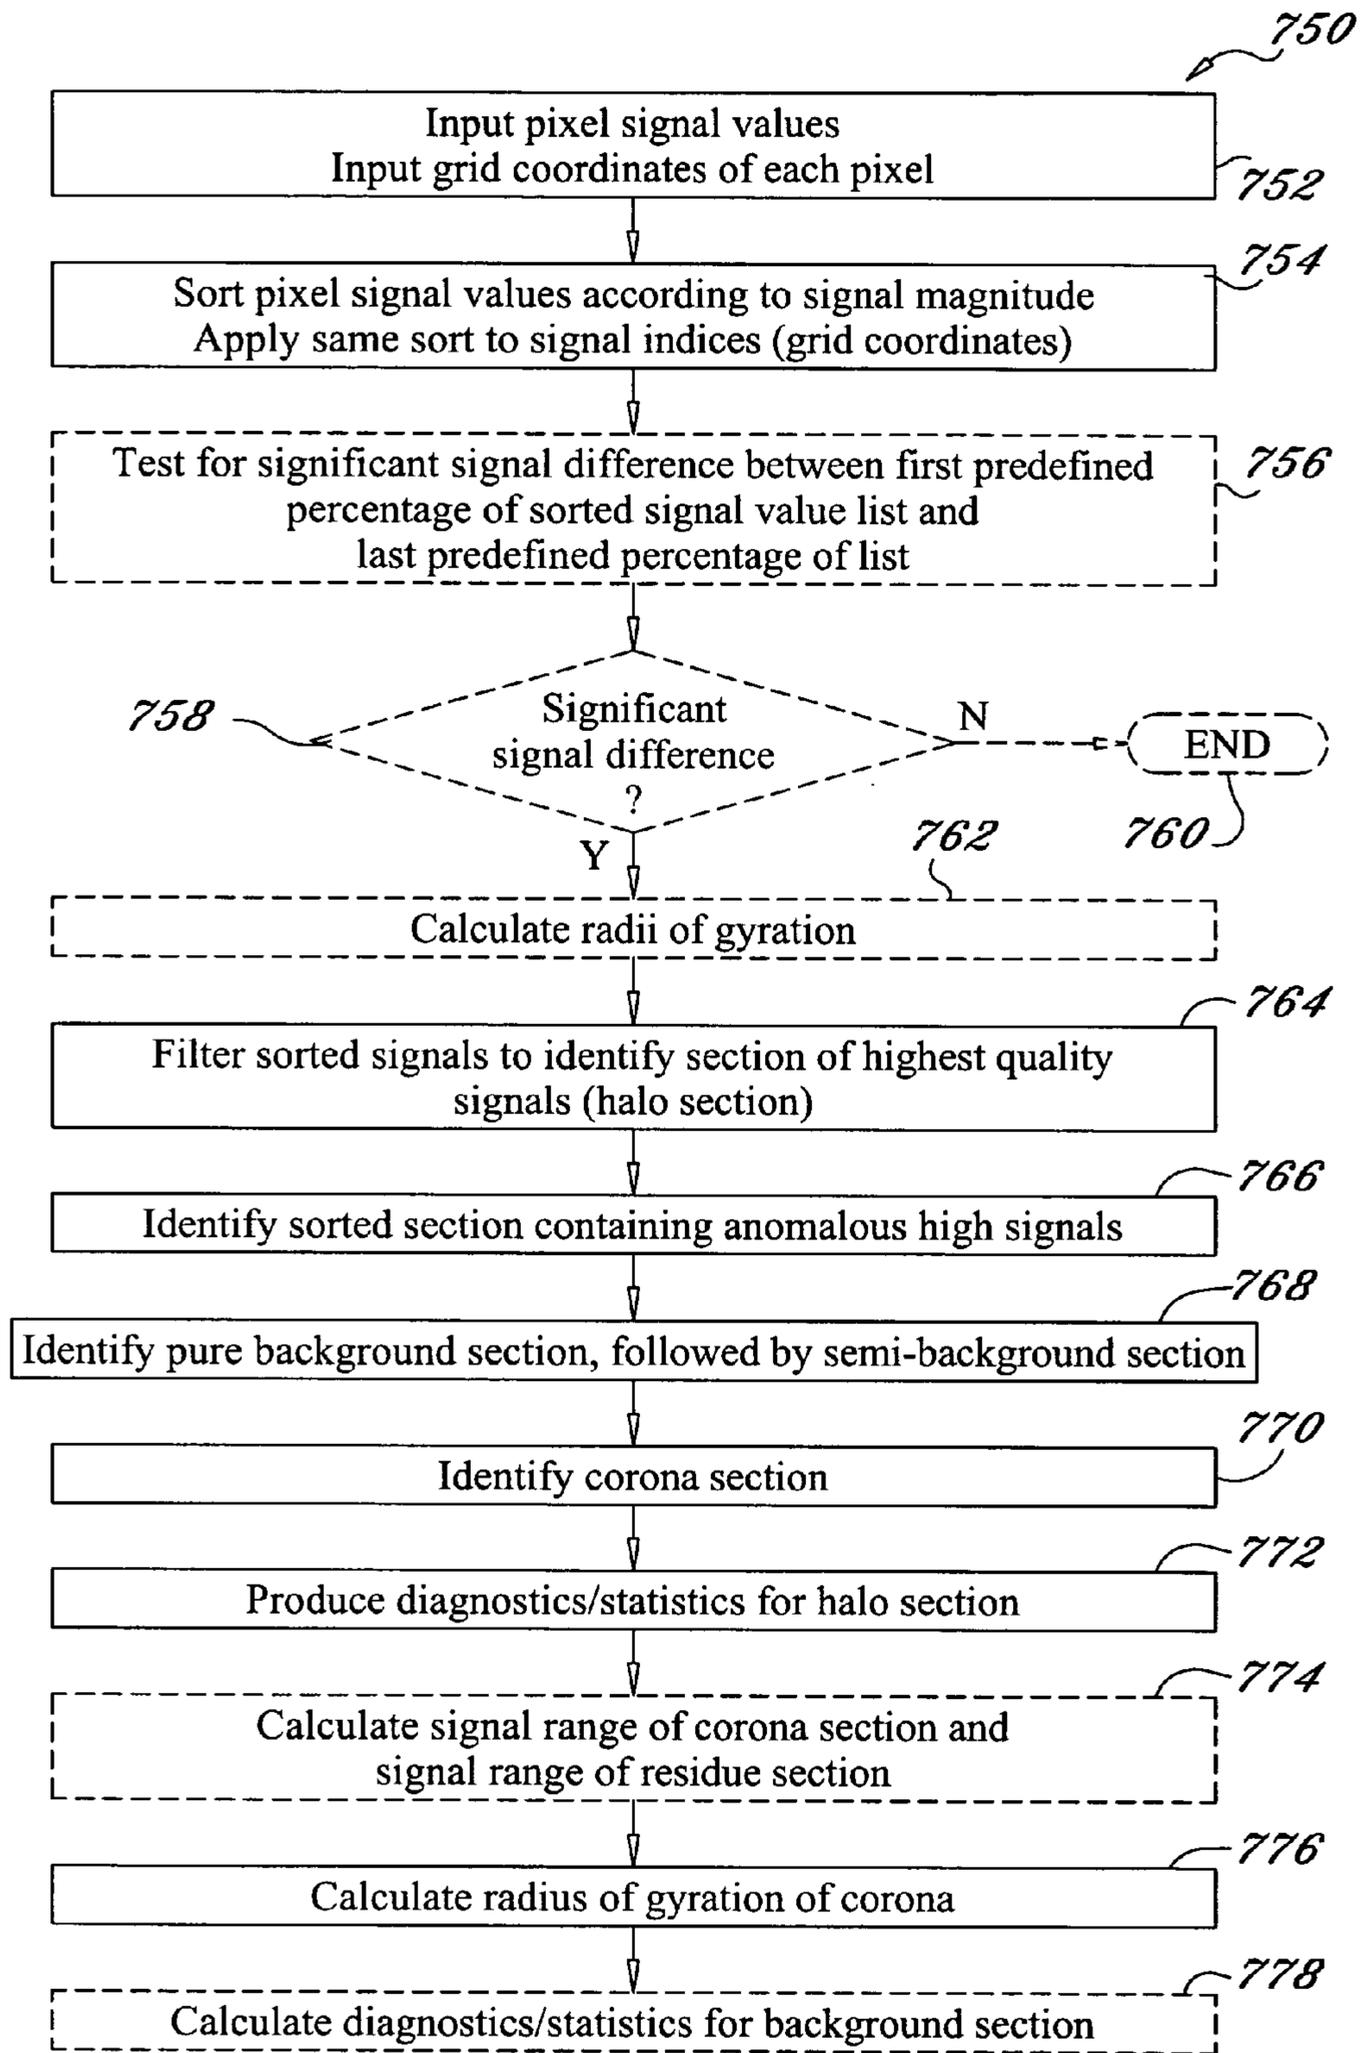 750
Input pixel signal values
Input grid coordinates of each pixel
752
754
Sort pixel signal values according to signal magnitude
Apply same sort to signal indices (grid coordinates)
756
Test for significant signal difference between first predefined
percentage of sorted signal value list and
last predefined percentage of list
758
Significant
signal difference
?
N
END
760
Y
762
Calculate radii of gyration
764
Filter sorted signals to identify section of highest quality
signals (halo section)
766
Identify sorted section containing anomalous high signals
768
Identify pure background section, followed by semi-background section
770
Identify corona section
772
Produce diagnostics/statistics for halo section
774
Calculate signal range of corona section and
signal range of residue section
776
Calculate radius of gyration of corona
778
Calculate diagnostics/statistics for background section